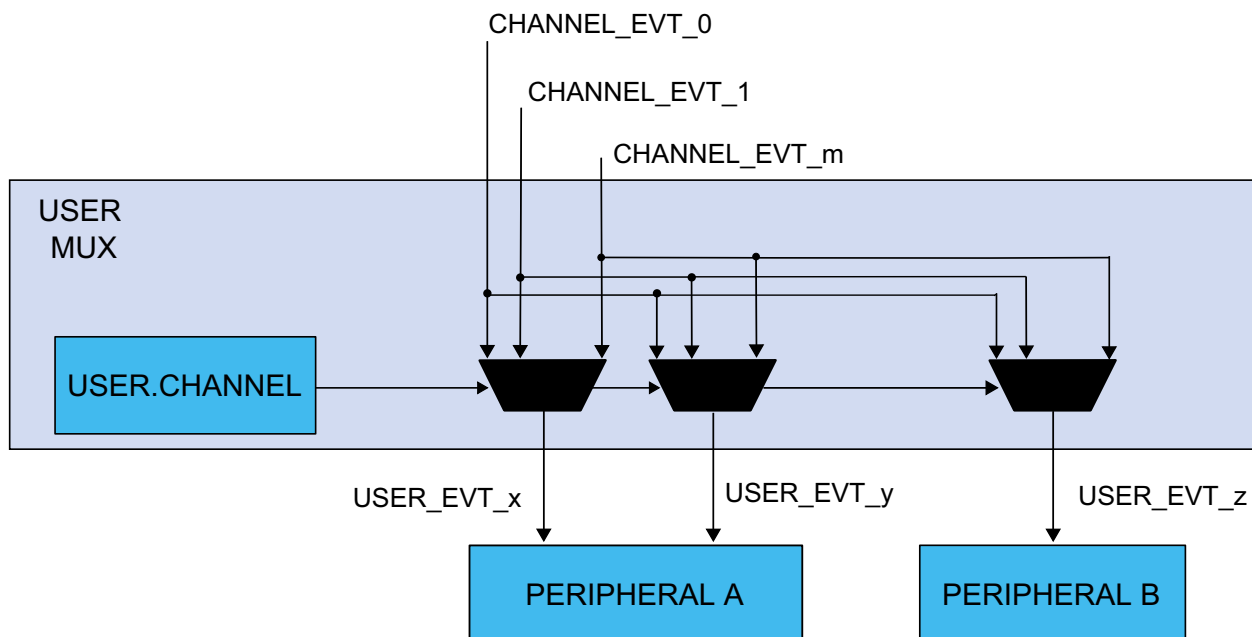 CHANNEL_EVT_0
CHANNEL_EVT_1
CHANNEL_EVT_m
USER
MUX
USER.CHANNEL
USER_EVT_x
USER_EVT_y
USER_EVT_z
PERIPHERAL A
PERIPHERAL B